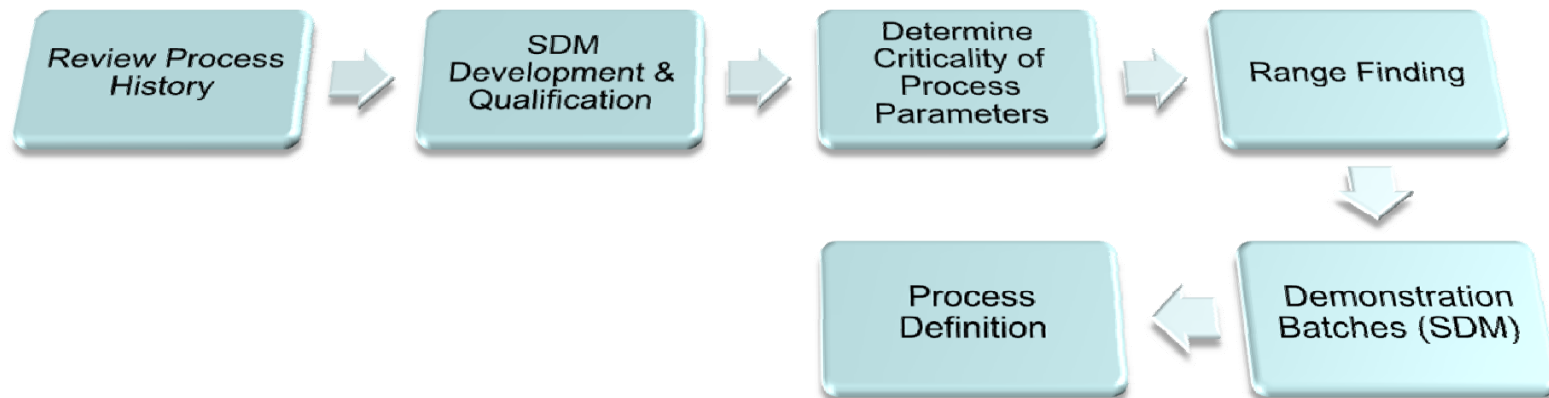 Review Process
History
SDM
Development &
Qualification
Determine
Criticality of
Process
Parameters
Range Finding
Demonstration
Batches (SDM)
Process
Definition